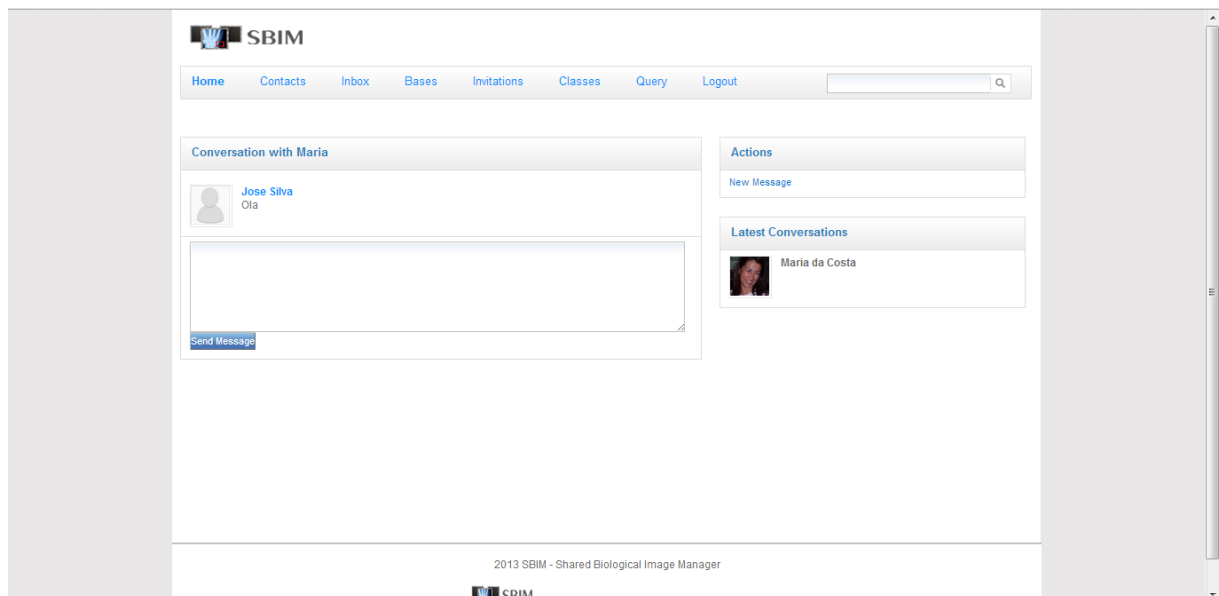 SBIM
Home Contacts Inbox Bases Invitations Classes Query Logout
Conversation with Maria
Jose Silva
Ola
Send Message
Actions
New Message
Latest Conversations
Maria da Costa
2013 SBIM - Shared Biological Image Manager
SBIM